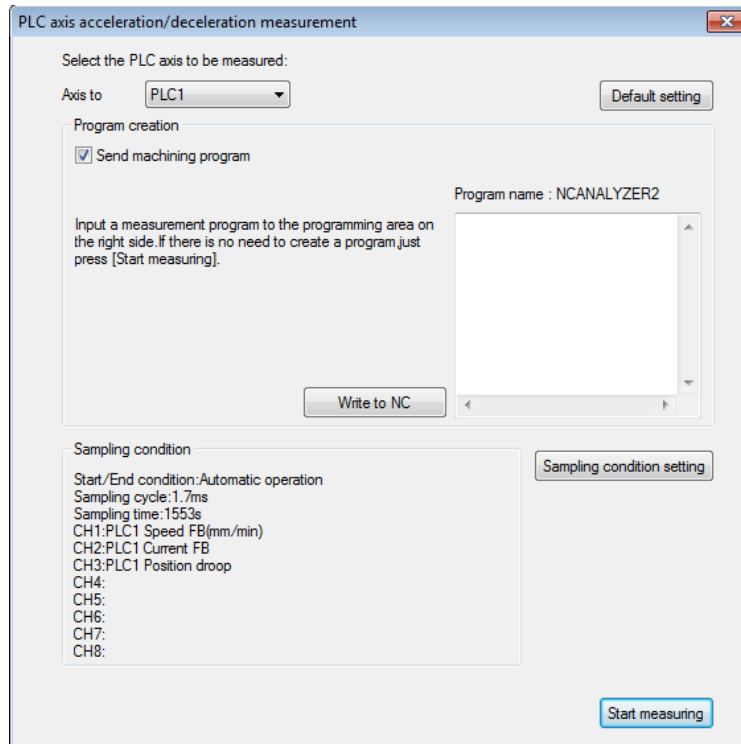 PLC axis acceleration/deceleration measurement
Select the PLC axis to be measured:
Axis to PLC1 Default setting
Program creation
Send machining program
Program name : NCANALYZER2
Input a measurement program to the programming area on
the right side.If there is no need to create a program,just
press [Start measuring].
Write to NC
Sampling condition
Sampling condition setting
Start/End condition:Automatic operation
Sampling cycle:1.7ms
Sampling time:1553s
CH1:PLC1 Speed FB(mm/min)
CH2:PLC1 Current FB
CH3:PLC1 Position droop
CH4:
CH5:
CH6:
CH7:
CH8:
Start measuring